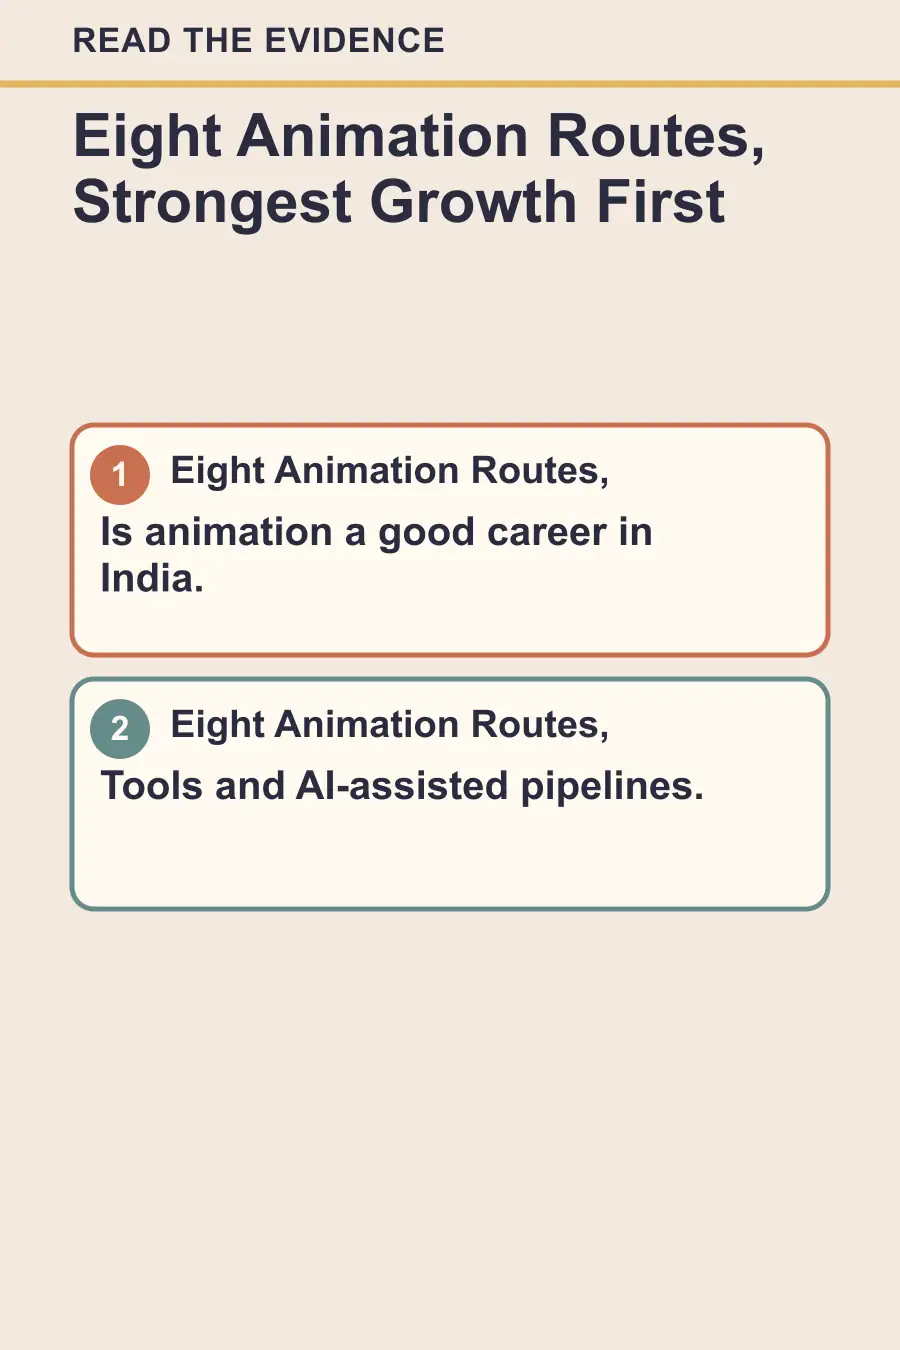 READ THE EVIDENCE
Eight Animation Routes,
Strongest Growth First
1 Eight Animation Routes,
Is animation a good career in
India.
2 Eight Animation Routes,
Tools and AI-assisted pipelines.